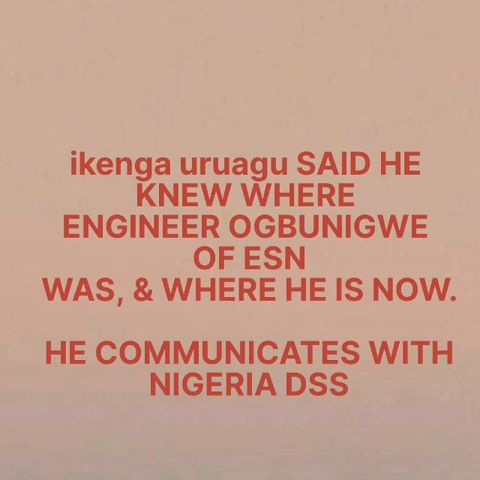 ikenga uruagu SAID HE
KNEW WHERE
ENGINEER OGBUNIGWE
OF ESN
WAS, & WHERE HE IS NOW.
HE COMMUNICATES WITH
NIGERIA DSS